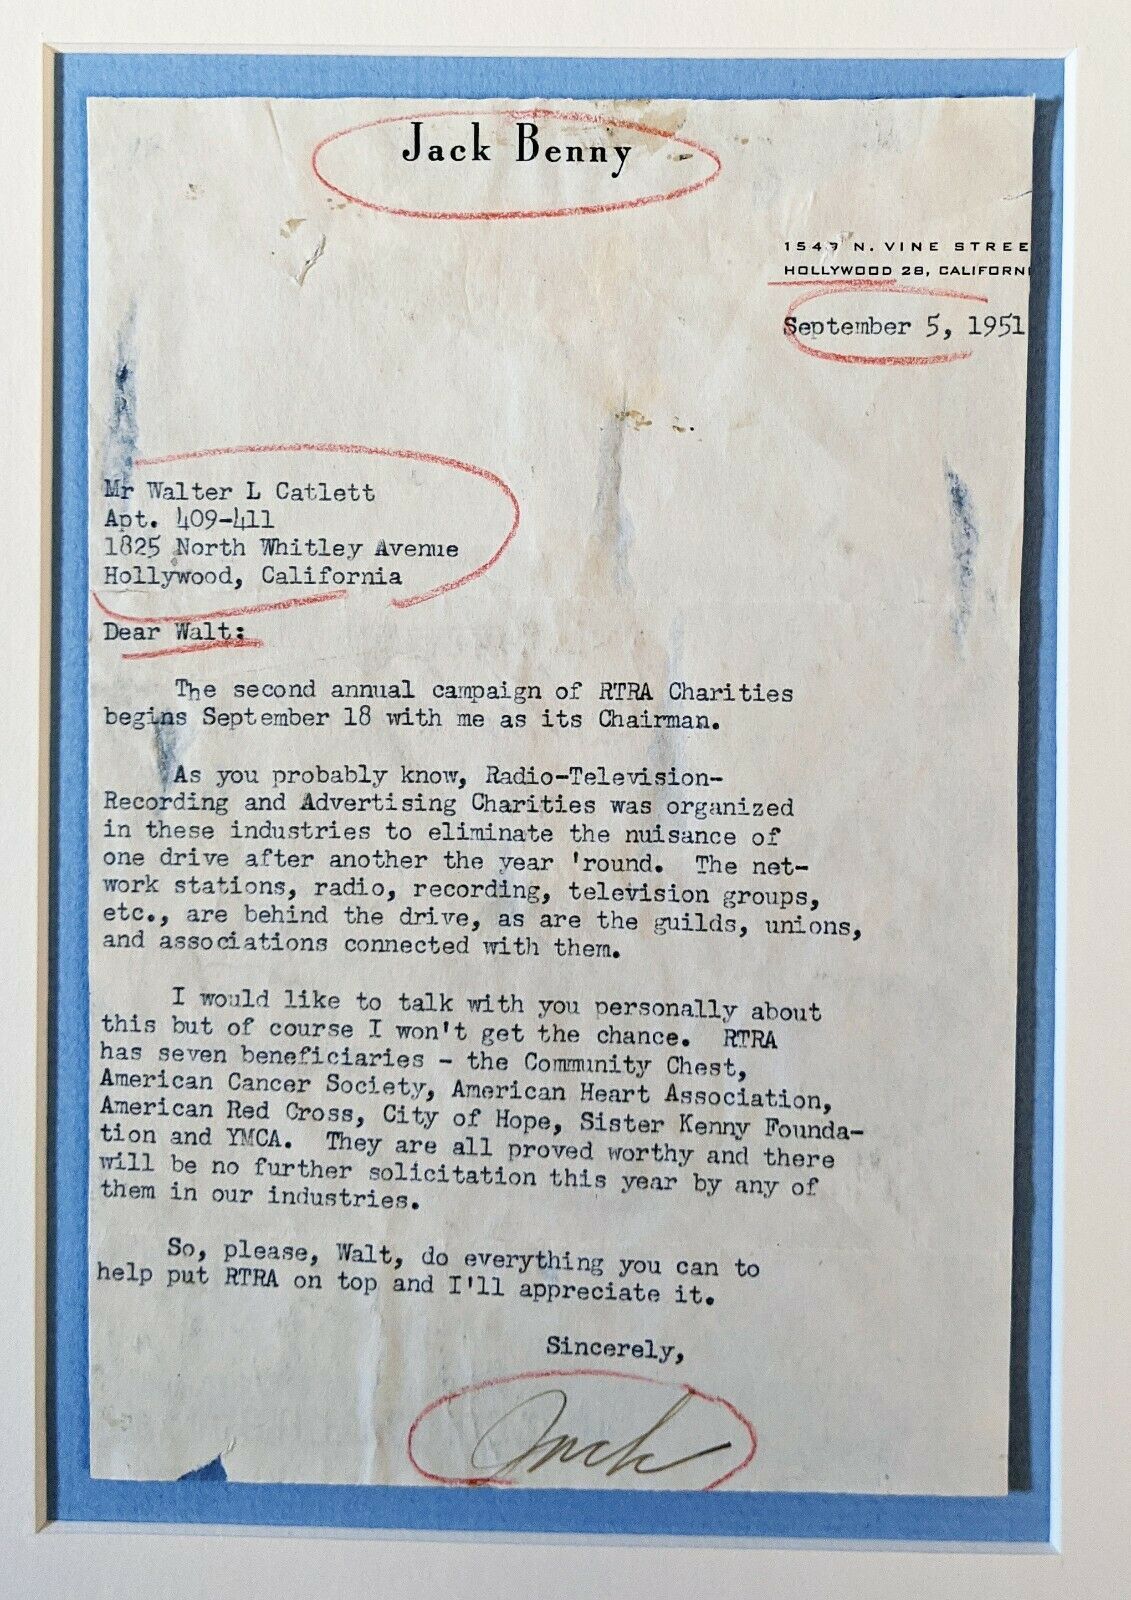 Jack Benny
1549 N. VINE STREE
HOLLYWOOD 28, CALIFORNI
September 5, 1951
Mr Walter L Catlett
Apt. 409-411
1825 North Whitley Avenue
Hollywood, California
Dear Walt:
The second annual campaign of RTRA Charities
begins September 18 with me as its Chairman.
As you probably know, Radio-Television-
Recording and Advertising Charities was organized
in these industries to eliminate the nuisance of
one drive after another the year 'round. The net-
work stations, radio, recording, television groups,
etc., are behind the drive, as are the guilds, unions,
and associations connected with them.
I would like to talk with you personally about
this but of course I won't get the chance. RTRA
has seven beneficiaries - the Community Chest,
American Cancer Society, American Heart Association,
American Red Cross, City of Hope, Sister Kenny Founda-
tion and YMCA. They are all proved worthy and there
will be no further solicitation this year by any of
them in our industries.
So, please, Walt, do everything you can to
help put RTRA on top and I'll appreciate it.
Sincerely,
Jack